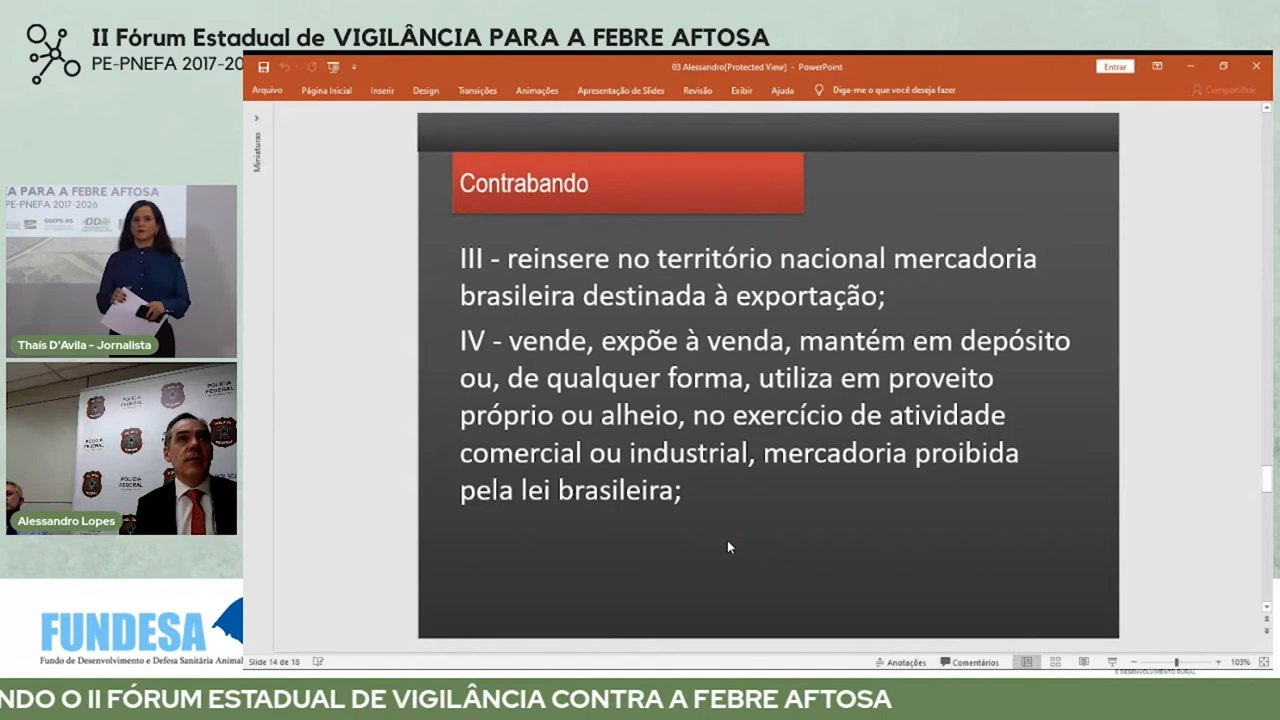 II Fórum Estadual de VIGILÂNCIA PARA A FEBRE AFTOSA
PE-PNEFA 2017-20
03 Alessandro[Protected View] - PowerPoint
Entrar
Arquivo
Página Inicial
Inserir
Design
Transições
Animações
Apresentação de Slides
Revisão
Exibir
Ajuda
Diga-me o que você deseja fazer
Compartilhar
Miniaturas
Contrabando
III - reinsere no território nacional mercadoria
brasileira destinada à exportação;
IV - vende, expõe à venda, mantém em depósito
ou, de qualquer forma, utiliza em proveito
próprio ou alheio, no exercício de atividade
comercial ou industrial, mercadoria proibida
pela lei brasileira;
A PARA A FEBRE AFTOSA
PE-PNEFA 2017-2026
Thaís D'Avila - Jornalista
POLÍCIA
FEDERAL
Alessandro Lopes
FUNDESA
Fundo de Desenvolvimento e Defesa Sanitária Animal
Slide 14 de 18
Anotações
Comentários
103%
E DESENVOLVIMENTO RURAL
NDO O II FÓRUM ESTADUAL DE VIGILÂNCIA CONTRA A FEBRE AFTOSA